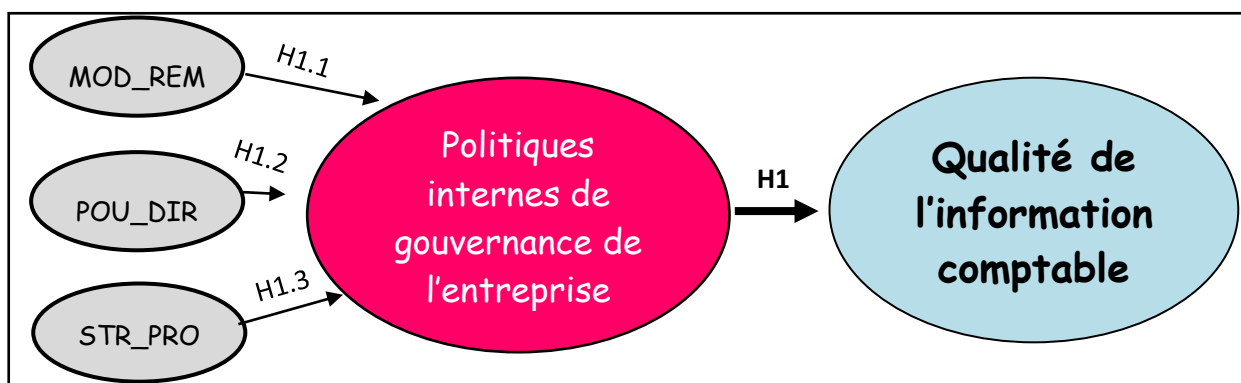 MOD_REM
H1.1
POU_DIR
H1.2
STR_PRO
H1.3
Politiques
internes de
gouvernance de
l'entreprise
H1
Qualité de
l'information
comptable